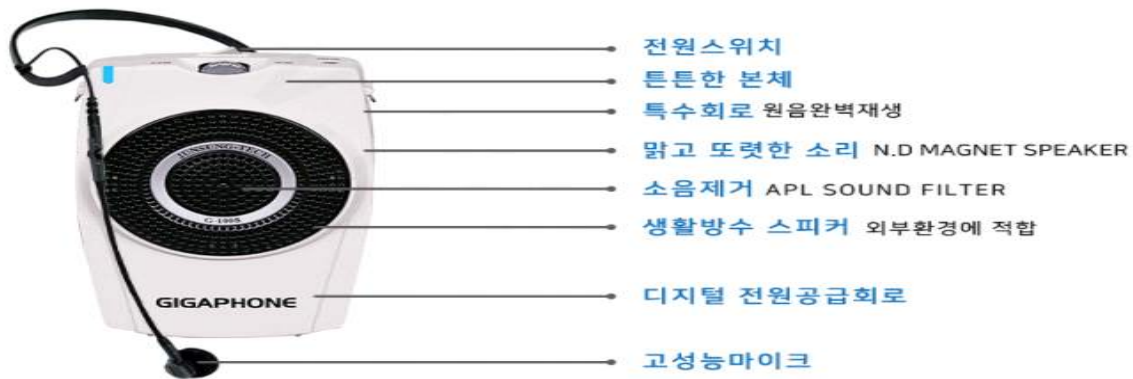 전원스위치
튼튼한 본체
특수회로 원음완벽재생
맑고 또렷한 소리 N.D MAGNET SPEAKER
소음제거 APL SOUND FILTER
생활방수 스피커 외부환경에 적합
디지털 전원공급회로
고성능마이크
JUNSUNG-TECH
G-100S
GIGAPHONE